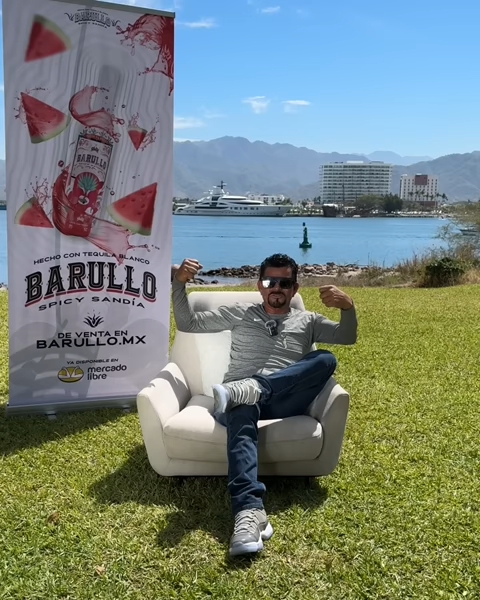 BARULLO
BARULLO
HECHO CON TEQUILA BLANCO
BARULLO
SPICY SANDÍA
DE VENTA EN
BARULLO.MX
YA DISPONIBLE EN
mercado
libre